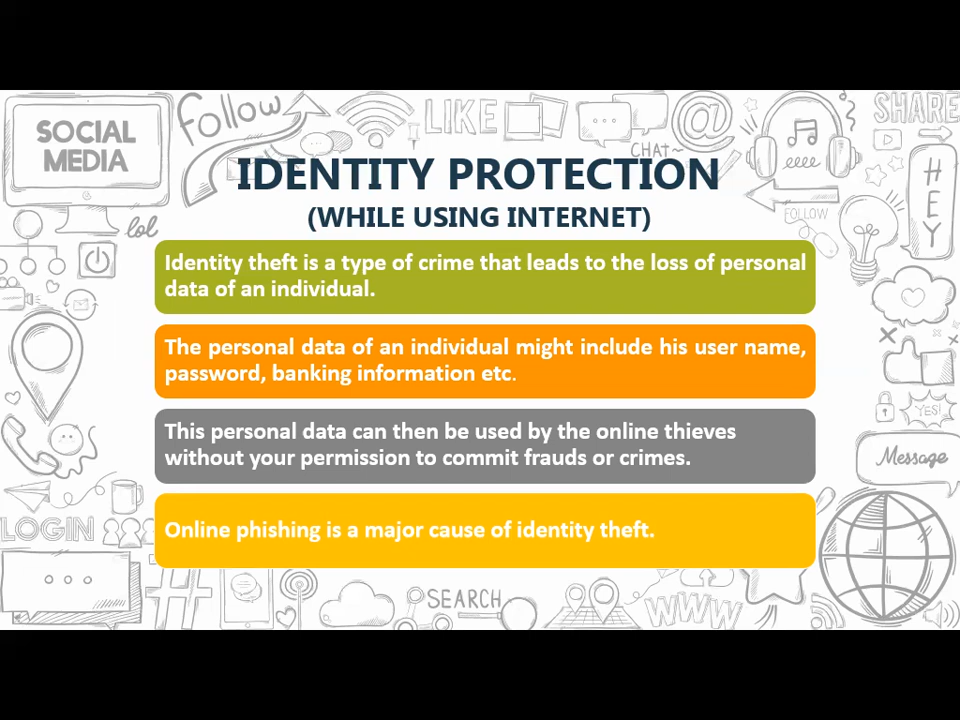 SOCIAL
MEDIA
Follow
LIKE
CHAT~
@
SHARE
HEY
IDENTITY PROTECTION
(WHILE USING INTERNET)
lol
FOLLOW
Identity theft is a type of crime that leads to the loss of personal
data of an individual.
The personal data of an individual might include his user name,
password, banking information etc.
This personal data can then be used by the online thieves
without your permission to commit frauds or crimes.
YES!
Message
Online phishing is a major cause of identity theft.
LOGIN
#
SEARCH
WWW